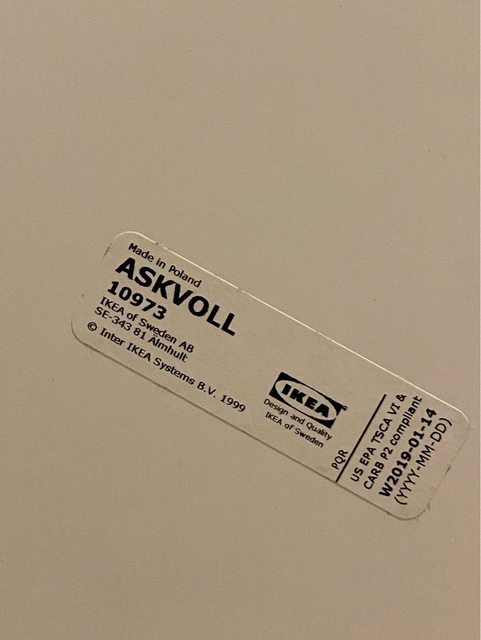 Made in Poland
ASKVOLL
10973
IKEA of Sweden AB
SE-343 81 Älmhult
© Inter IKEA Systems B.V. 1999
IKEA
Design and Quality
IKEA of Sweden
PQR
US EPA TSCA VI &
CARB P2 compliant
W2019-01-14
(YYYY-MM-DD)